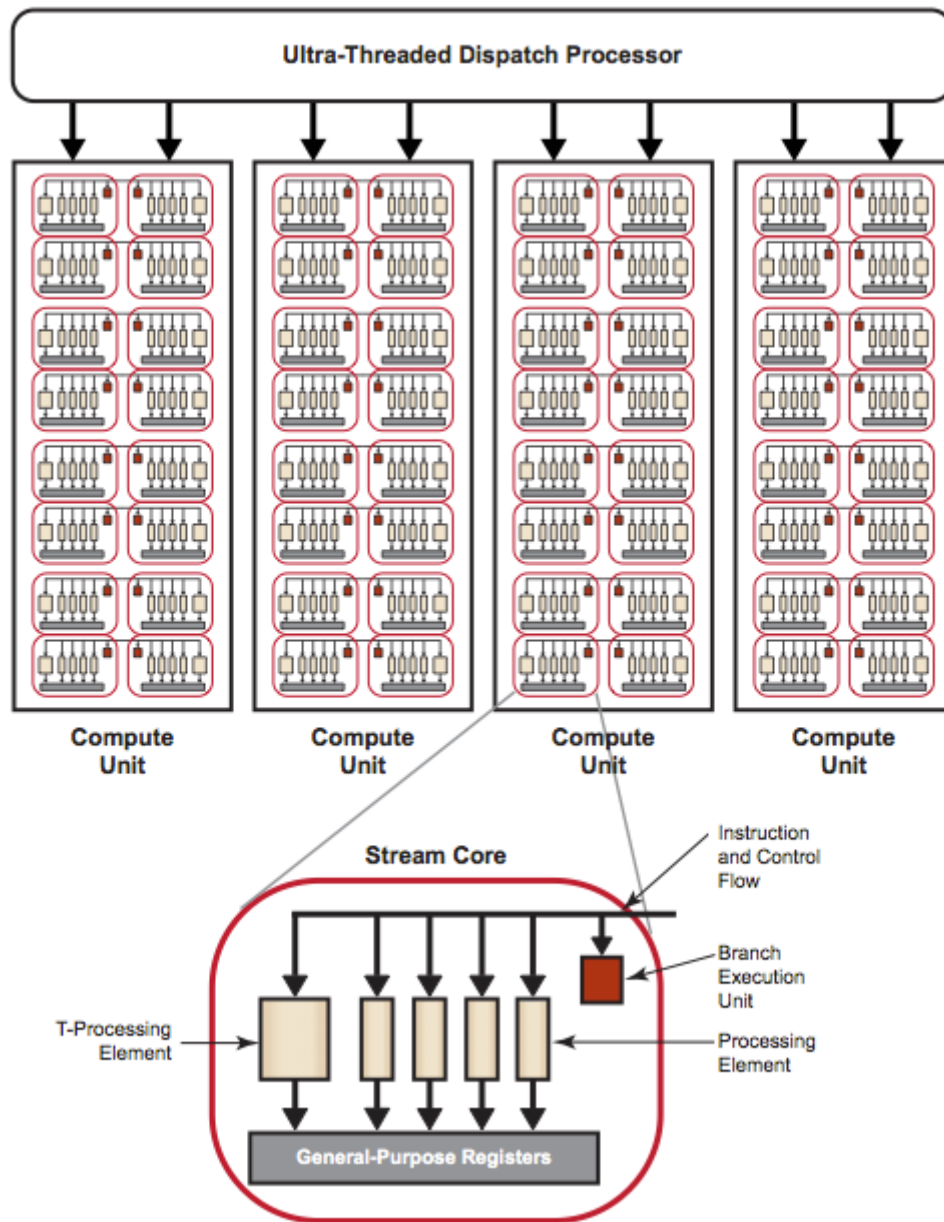 Ultra-Threaded Dispatch Processor
Compute
Unit
Compute
Unit
Compute
Unit
Compute
Unit
Stream Core
Instruction
and Control
Flow
Branch
Execution
Unit
T-Processing
Element
Processing
Element
General-Purpose Registers